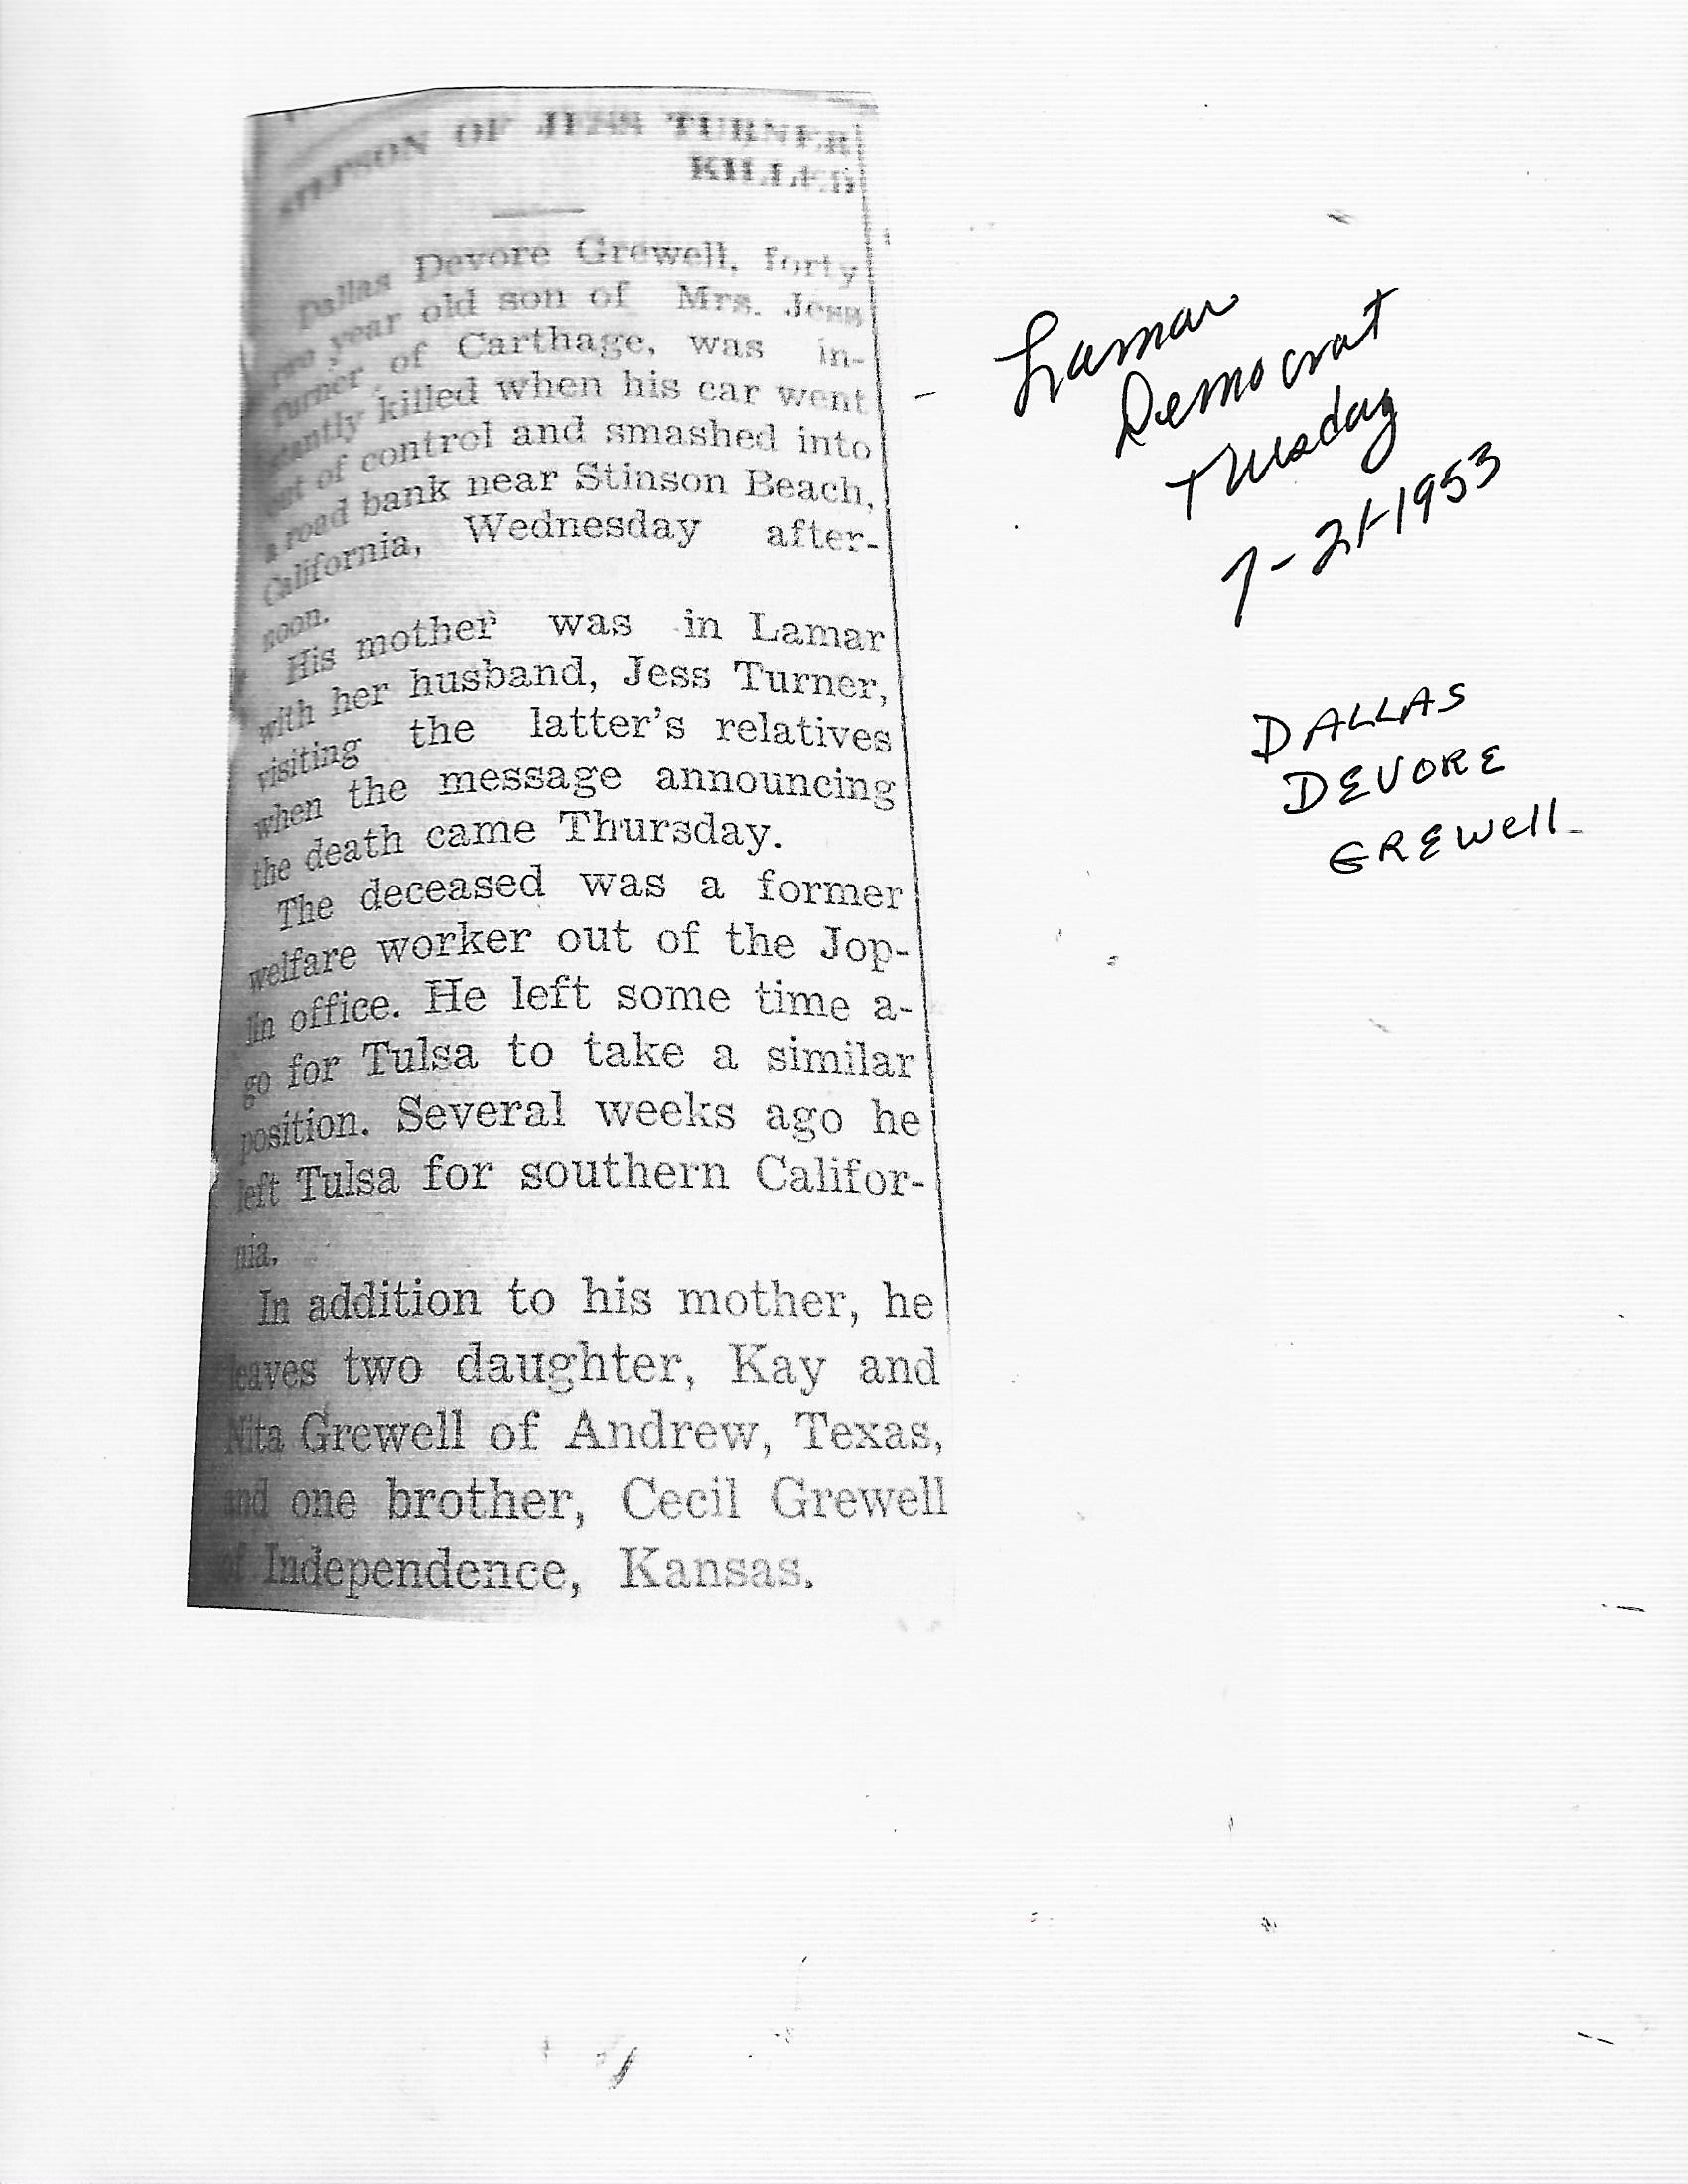 STEPSON OF JESS TURNER
KILLED
Dallas Devore Grewell, forty
two year old son of Mrs. Jess
Turner of Carthage, was in-
stantly killed when his car went
out of control and smashed into
a road bank near Stinson Beach,
California, Wednesday after-
noon.
His mother was in Lamar
with her husband, Jess Turner,
visiting the latter's relatives
when the message announcing
the death came Thursday.
The deceased was a former
welfare worker out of the Jop-
lin office. He left some time a-
go for Tulsa to take a similar
position. Several weeks ago he
left Tulsa for southern Califor-
nia.
In addition to his mother, he
leaves two daughter, Kay and
Nita Grewell of Andrew, Texas,
and one brother, Cecil Grewell
of Independence, Kansas.
Lamar
Democrat
Tuesday
7-21-1953
DALLAS
DEVORE
GREWell